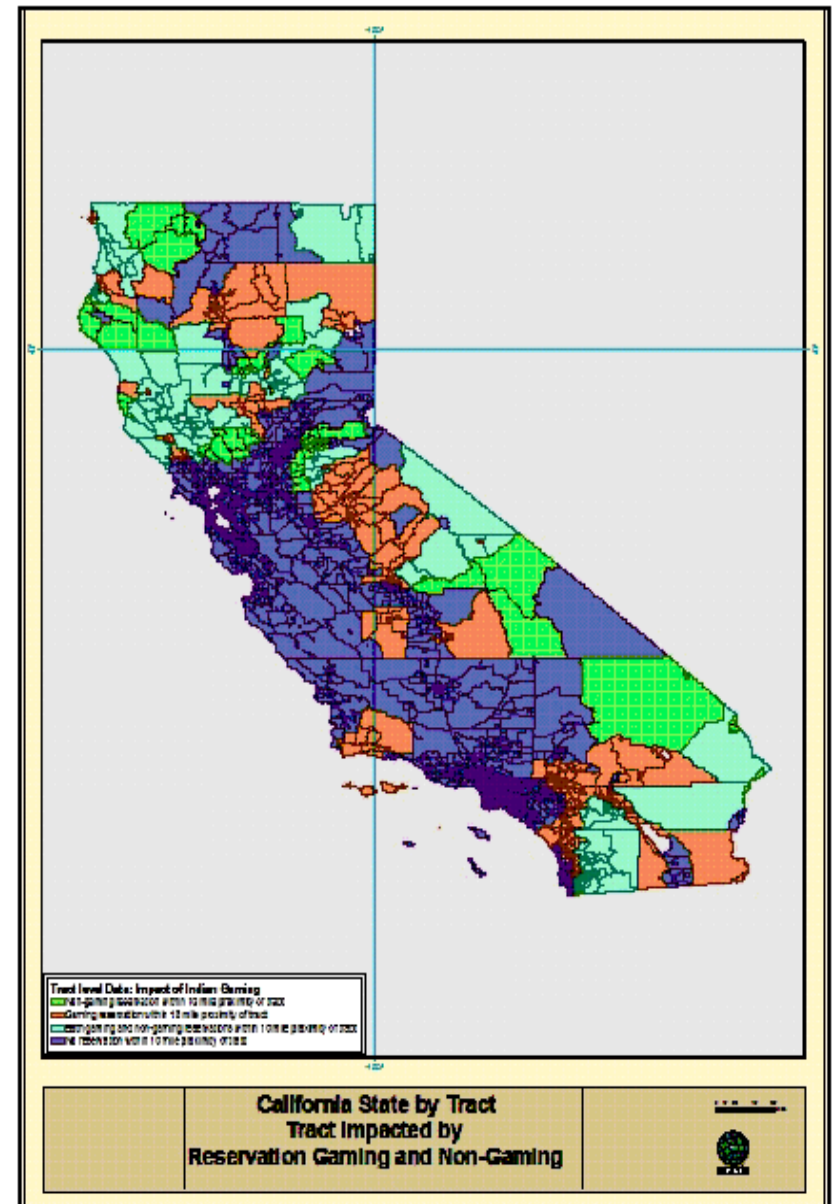 Tract level Data: Impact of Indian Gaming
Non-gaming reservation within 10 mile proximity of tract
Gaming reservation within 10 mile proximity of tract
Both gaming and non-gaming reservations within 10 mile proximity of tract
No reservation within 10 mile proximity of tract
California State by Tract
Tract Impacted by
Reservation Gaming and Non-Gaming